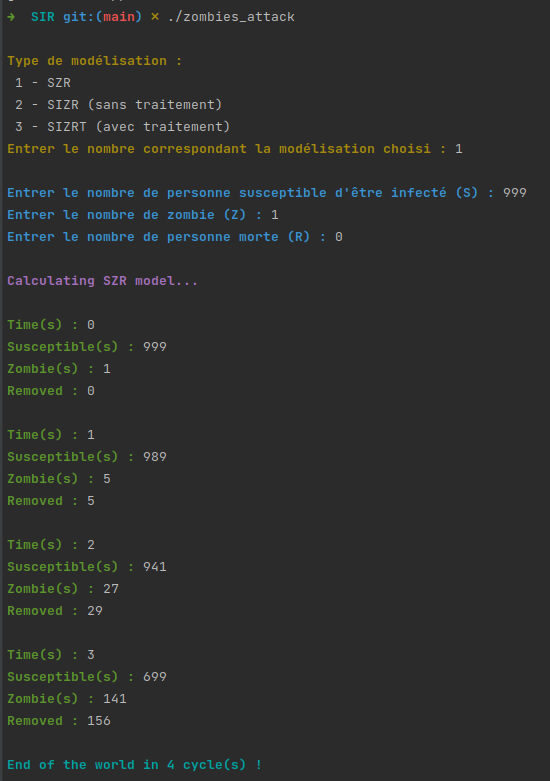 → SIR git:(main) × ./zombies_attack
Type de modélisation :
1 - SZR
2 - SIZR (sans traitement)
3 - SIZRT (avec traitement)
Entrer le nombre correspondant la modélisation choisi : 1
Entrer le nombre de personne susceptible d'être infecté (S) : 999
Entrer le nombre de zombie (Z) : 1
Entrer le nombre de personne morte (R) : 0
Calculating SZR model...
Time(s) : 0
Susceptible(s) : 999
Zombie(s) : 1
Removed : 0
Time(s) : 1
Susceptible(s) : 989
Zombie(s) : 5
Removed : 5
Time(s) : 2
Susceptible(s) : 941
Zombie(s) : 27
Removed : 29
Time(s) : 3
Susceptible(s) : 699
Zombie(s) : 141
Removed : 156
End of the world in 4 cycle(s) !